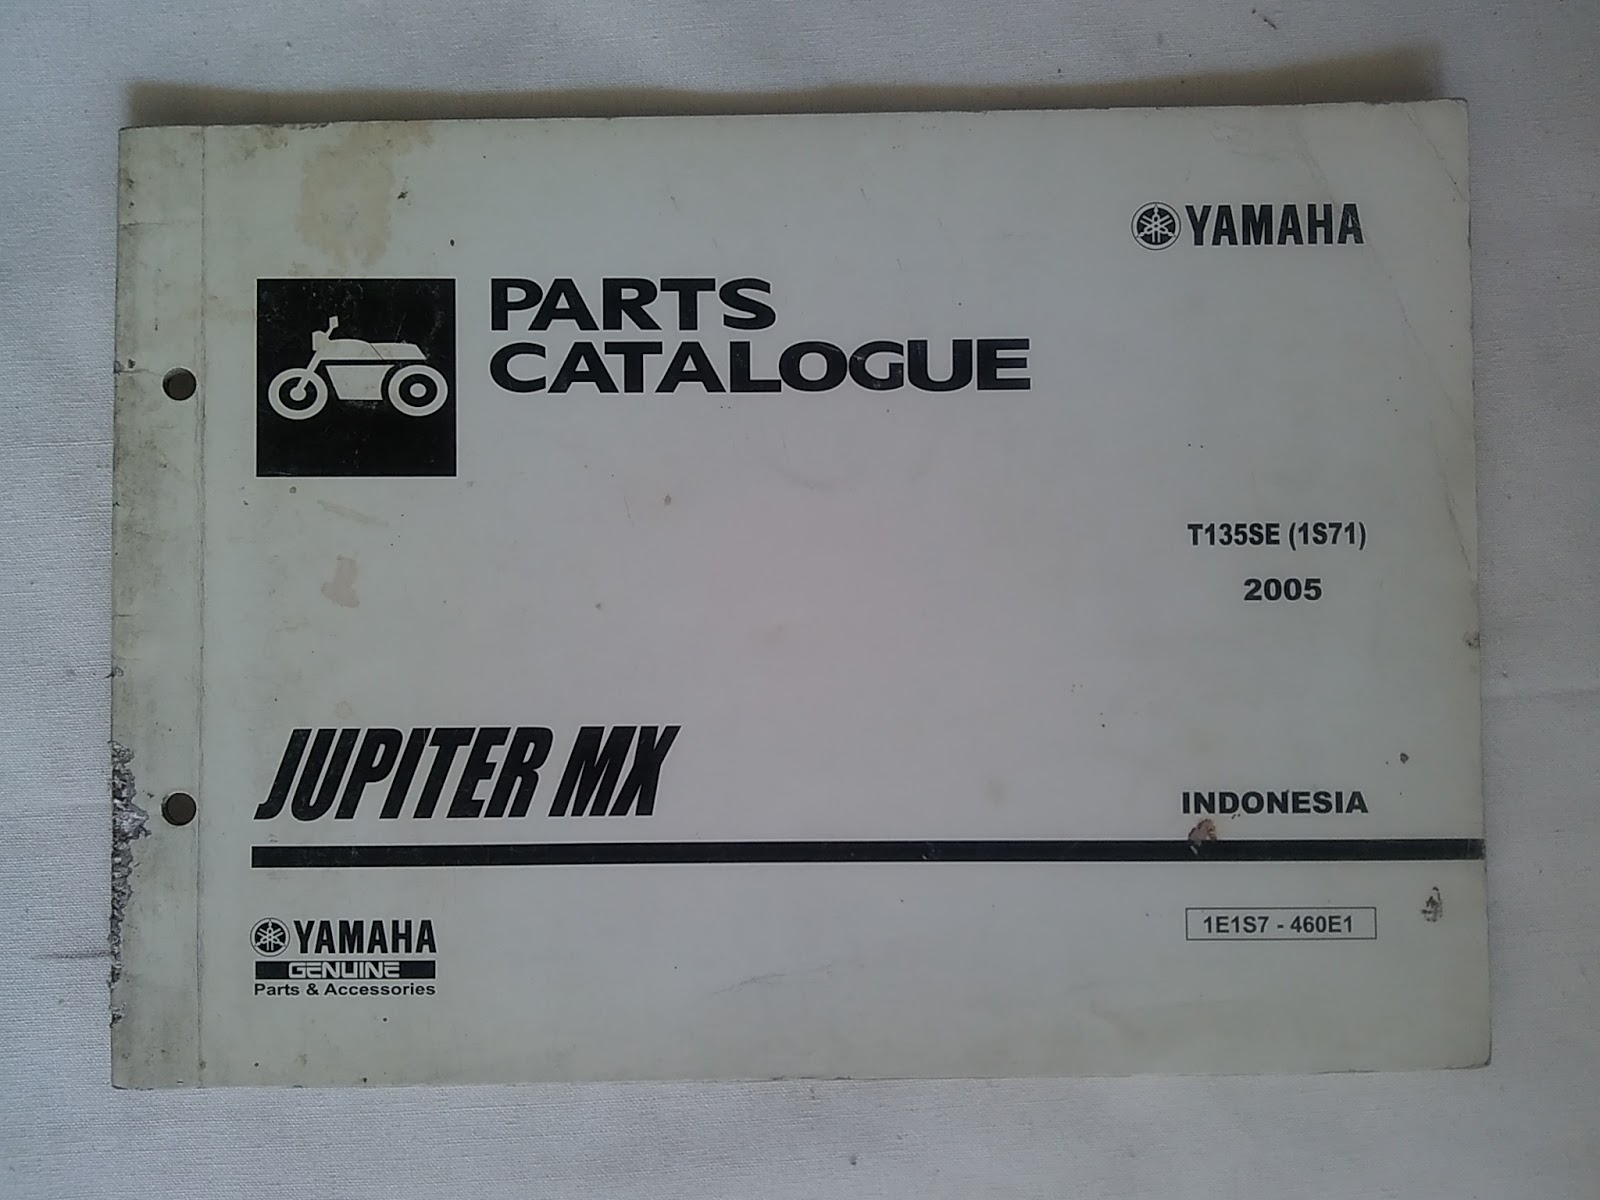 YAMAHA
PARTS
CATALOGUE
T135SE (1S71)
2005
JUPITER MX
INDONESIA
1E1S7 - 460E1
YAMAHA
GENUINE
Parts & Accessories